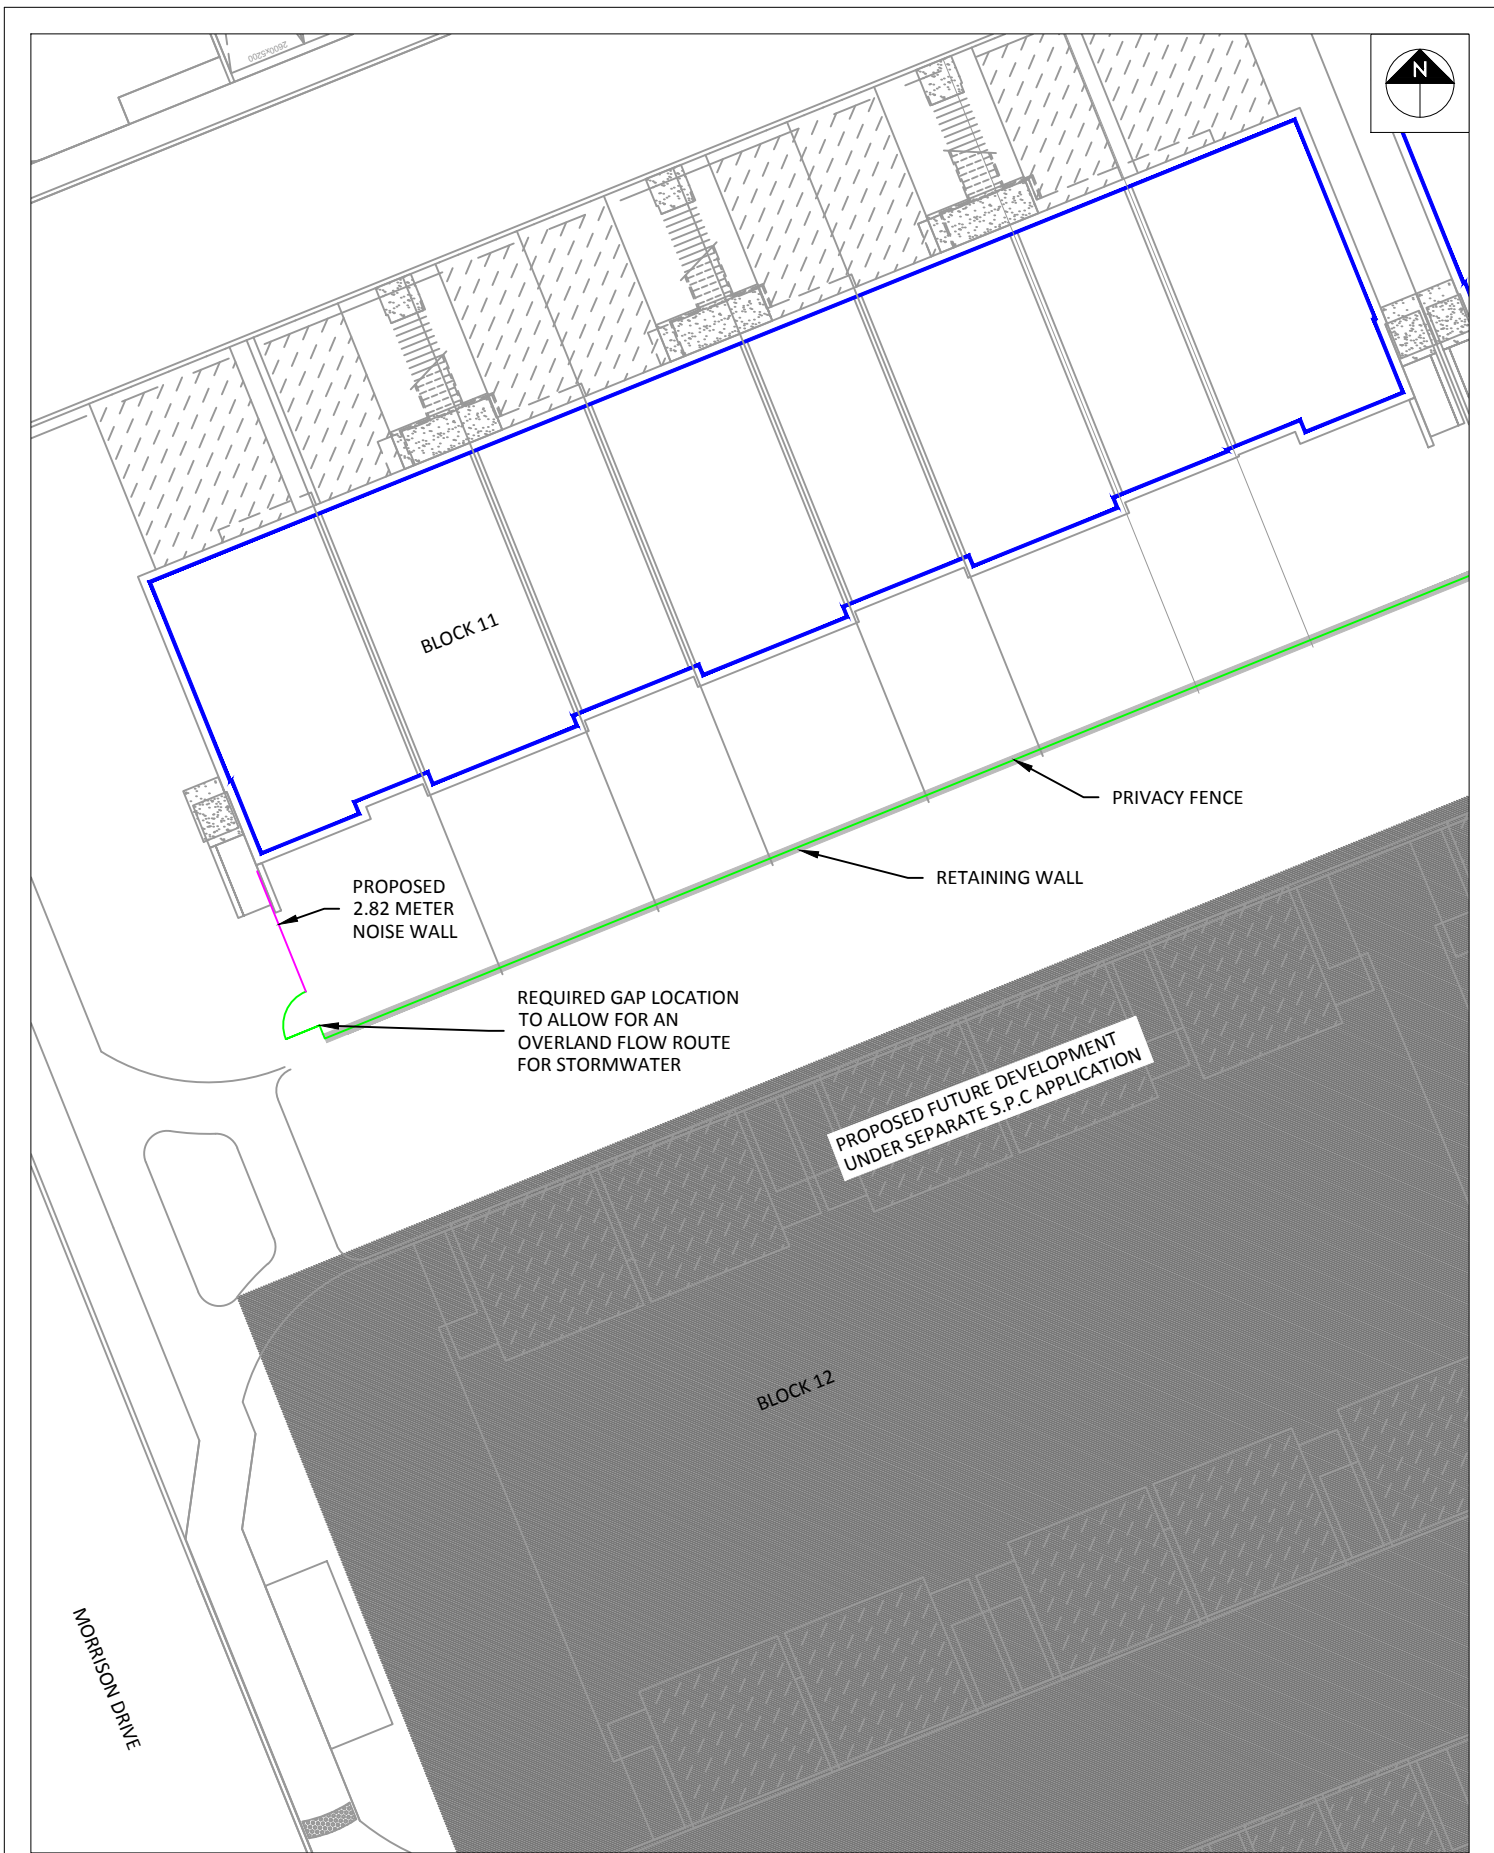 2600x5200
N
BLOCK 11
PRIVACY FENCE
RETAINING WALL
PROPOSED
2.82 METER
NOISE WALL
REQUIRED GAP LOCATION
TO ALLOW FOR AN
OVERLAND FLOW ROUTE
FOR STORMWATER
PROPOSED FUTURE DEVELOPMENT
UNDER SEPARATE S.P.C APPLICATION
BLOCK 12
MORRISON DRIVE